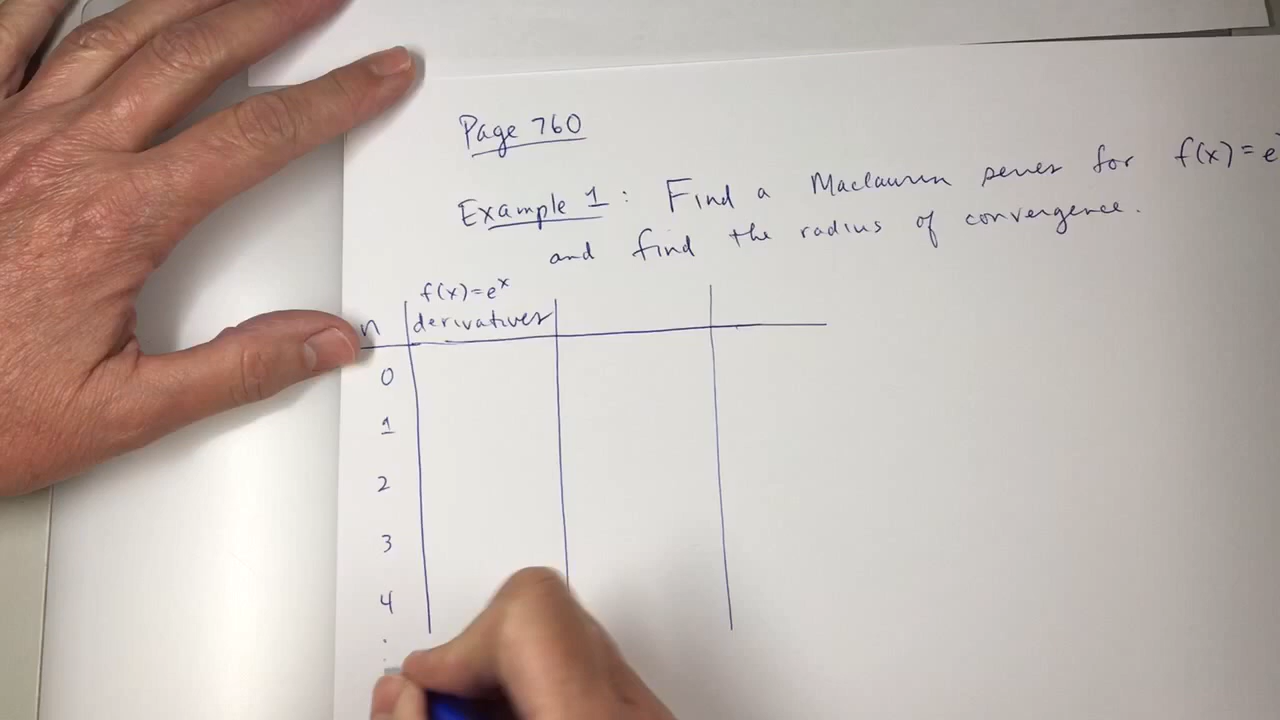 Page 760
Example 1: Find a Maclaurin series for f(x)=e
and find the radius of convergence.
f(x)=e^x
n derivatives
0
1
2
3
4
: